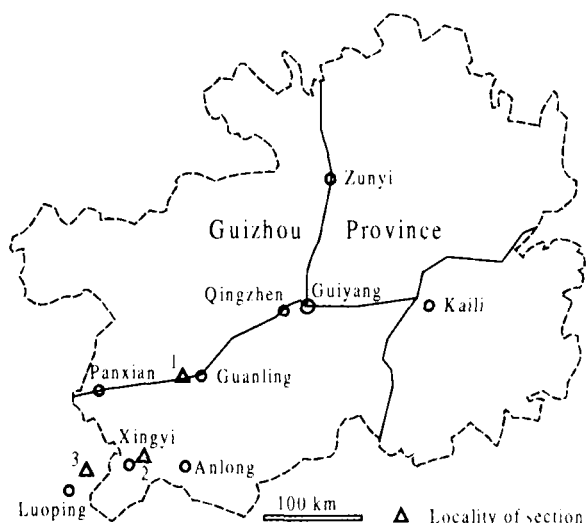 Zunyi
Guizhou Province
Qingzhen
Guiyang
Kaili
1
Panxian
Guanling
Xingyi
3
2
Anlong
Luoping
100 km
Locality of section